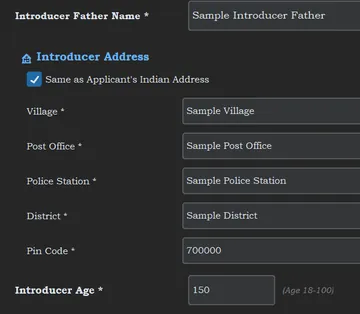 Introducer Father Name * Sample Introducer Father
Introducer Address
Same as Applicant's Indian Address
Village * Sample Village
Post Office * Sample Post Office
Police Station * Sample Police Station
District * Sample District
Pin Code * 700000
Introducer Age * 150 (Age 18-100)